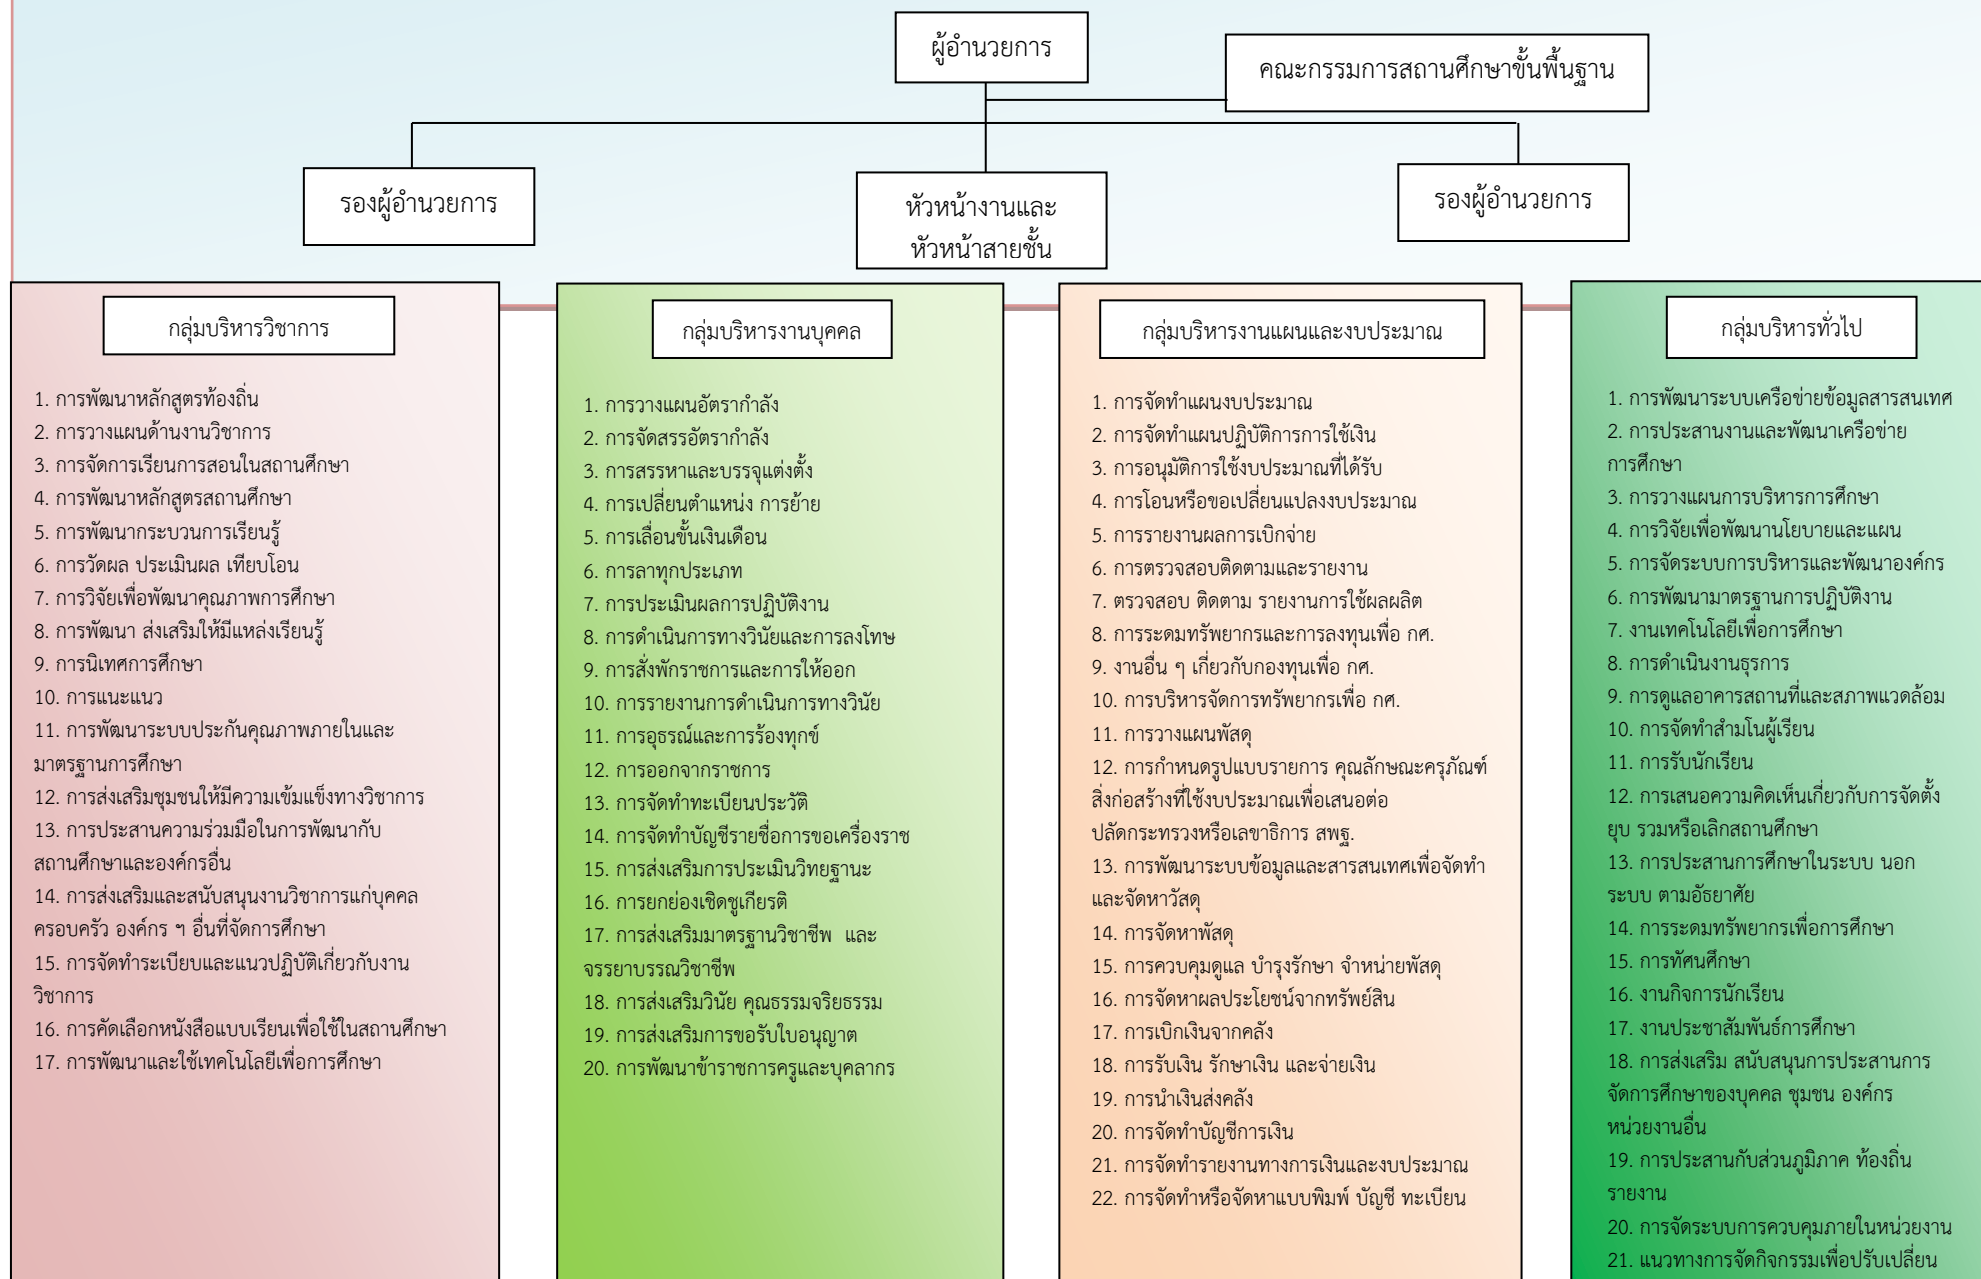 ผู้อำนวยการ
คณะกรรมการสถานศึกษาขั้นพื้นฐาน
รองผู้อำนวยการ
หัวหน้างานและ
หัวหน้าสายชั้น
รองผู้อำนวยการ
กลุ่มบริหารวิชาการ
1. การพัฒนาหลักสูตรท้องถิ่น
2. การวางแผนด้านงานวิชาการ
3. การจัดการเรียนการสอนในสถานศึกษา
4. การพัฒนาหลักสูตรสถานศึกษา
5. การพัฒนากระบวนการเรียนรู้
6. การวัดผล ประเมินผล เทียบโอน
7. การวิจัยเพื่อพัฒนาคุณภาพการศึกษา
8. การพัฒนา ส่งเสริมให้มีแหล่งเรียนรู้
9. การนิเทศการศึกษา
10. การแนะแนว
11. การพัฒนาระบบประกันคุณภาพภายในและ
มาตรฐานการศึกษา
12. การส่งเสริมชุมชนให้มีความเข้มแข็งทางวิชาการ
13. การประสานความร่วมมือในการพัฒนากับ
สถานศึกษาและองค์กรอื่น
14. การส่งเสริมและสนับสนุนงานวิชาการแก่บุคคล
ครอบครัว องค์กร ฯ อื่นที่จัดการศึกษา
15. การจัดทำระเบียบและแนวปฏิบัติเกี่ยวกับงาน
วิชาการ
16. การคัดเลือกหนังสือแบบเรียนเพื่อใช้ในสถานศึกษา
17. การพัฒนาและใช้เทคโนโลยีเพื่อการศึกษา
กลุ่มบริหารงานบุคคล
1. การวางแผนอัตรากำลัง
2. การจัดสรรอัตรากำลัง
3. การสรรหาและบรรจุแต่งตั้ง
4. การเปลี่ยนตำแหน่ง การย้าย
5. การเลื่อนขั้นเงินเดือน
6. การลาทุกประเภท
7. การประเมินผลการปฏิบัติงาน
8. การดำเนินการทางวินัยและการลงโทษ
9. การสั่งพักราชการและการให้ออก
10. การรายงานการดำเนินการทางวินัย
11. การอุธรณ์และการร้องทุกข์
12. การออกจากราชการ
13. การจัดทำทะเบียนประวัติ
14. การจัดทำบัญชีรายชื่อการขอเครื่องราช
15. การส่งเสริมการประเมินวิทยฐานะ
16. การยกย่องเชิดชูเกียรติ
17. การส่งเสริมมาตรฐานวิชาชีพ และ
จรรยาบรรณวิชาชีพ
18. การส่งเสริมวินัย คุณธรรมจริยธรรม
19. การส่งเสริมการขอรับใบอนุญาต
20. การพัฒนาข้าราชการครูและบุคลากร
กลุ่มบริหารงานแผนและงบประมาณ
1. การจัดทำแผนงบประมาณ
2. การจัดทำแผนปฏิบัติการการใช้เงิน
3. การอนุมัติการใช้งบประมาณที่ได้รับ
4. การโอนหรือขอเปลี่ยนแปลงงบประมาณ
5. การรายงานผลการเบิกจ่าย
6. การตรวจสอบติดตามและรายงาน
7. ตรวจสอบ ติดตาม รายงานการใช้ผลผลิต
8. การระดมทรัพยากรและการลงทุนเพื่อ กศ.
9. งานอื่น ๆ เกี่ยวกับกองทุนเพื่อ กศ.
10. การบริหารจัดการทรัพยากรเพื่อ กศ.
11. การวางแผนพัสดุ
12. การกำหนดรูปแบบรายการ คุณลักษณะครุภัณฑ์
สิ่งก่อสร้างที่ใช้งบประมาณเพื่อเสนอต่อ
ปลัดกระทรวงหรือเลขาธิการ สพฐ.
13. การพัฒนาระบบข้อมูลและสารสนเทศเพื่อจัดทำ
และจัดหาวัสดุ
14. การจัดหาพัสดุ
15. การควบคุมดูแล บำรุงรักษา จำหน่ายพัสดุ
16. การจัดหาผลประโยชน์จากทรัพย์สิน
17. การเบิกเงินจากคลัง
18. การรับเงิน รักษาเงิน และจ่ายเงิน
19. การนำเงินส่งคลัง
20. การจัดทำบัญชีการเงิน
21. การจัดทำรายงานทางการเงินและงบประมาณ
22. การจัดทำหรือจัดหาแบบพิมพ์ บัญชี ทะเบียน
กลุ่มบริหารทั่วไป
1. การพัฒนาระบบเครือข่ายข้อมูลสารสนเทศ
2. การประสานงานและพัฒนาเครือข่าย
การศึกษา
3. การวางแผนการบริหารการศึกษา
4. การวิจัยเพื่อพัฒนานโยบายและแผน
5. การจัดระบบการบริหารและพัฒนาองค์กร
6. การพัฒนามาตรฐานการปฏิบัติงาน
7. งานเทคโนโลยีเพื่อการศึกษา
8. การดำเนินงานธุรการ
9. การดูแลอาคารสถานที่และสภาพแวดล้อม
10. การจัดทำสำมโนผู้เรียน
11. การรับนักเรียน
12. การเสนอความคิดเห็นเกี่ยวกับการจัดตั้ง
ยุบ รวมหรือเลิกสถานศึกษา
13. การประสานการศึกษาในระบบ นอก
ระบบ ตามอัธยาศัย
14. การระดมทรัพยากรเพื่อการศึกษา
15. การทัศนศึกษา
16. งานกิจการนักเรียน
17. งานประชาสัมพันธ์การศึกษา
18. การส่งเสริม สนับสนุนการประสานการ
จัดการศึกษาของบุคคล ชุมชน องค์กร
หน่วยงานอื่น
19. การประสานกับส่วนภูมิภาค ท้องถิ่น
รายงาน
20. การจัดระบบการควบคุมภายในหน่วยงาน
21. แนวทางการจัดกิจกรรมเพื่อปรับเปลี่ยน